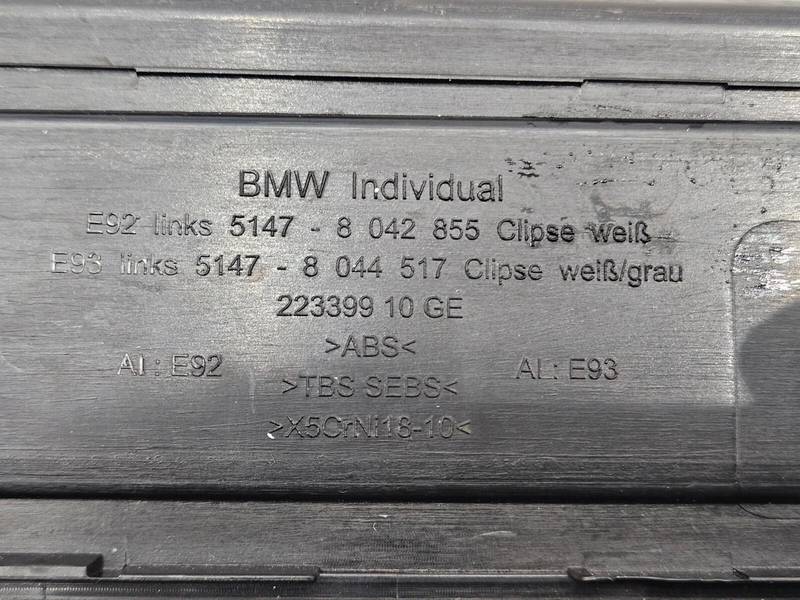 BMW Individual
E92 links 5147 - 8 042 855 Clipse weiß
E93 links 5147 - 8 044 517 Clipse weiß/grau
223399 10 GE
>ABS<
AI: E92
AL: E93
>TBS SEBS<
>X5CrNi18-10<